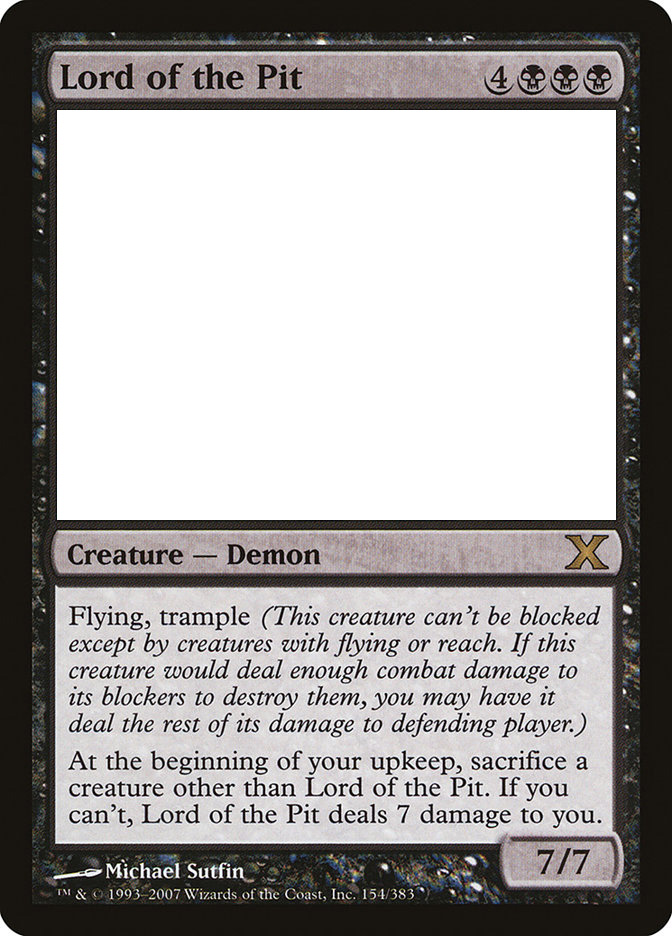 Lord of the Pit 4
Creature — Demon
Flying, trample (This creature can't be blocked
except by creatures with flying or reach. If this
creature would deal enough combat damage to
its blockers to destroy them, you may have it
deal the rest of its damage to defending player.)
At the beginning of your upkeep, sacrifice a
creature other than Lord of the Pit. If you
can't, Lord of the Pit deals 7 damage to you.
7/7
Michael Sutfin
™ & © 1993–2007 Wizards of the Coast, Inc. 154/383